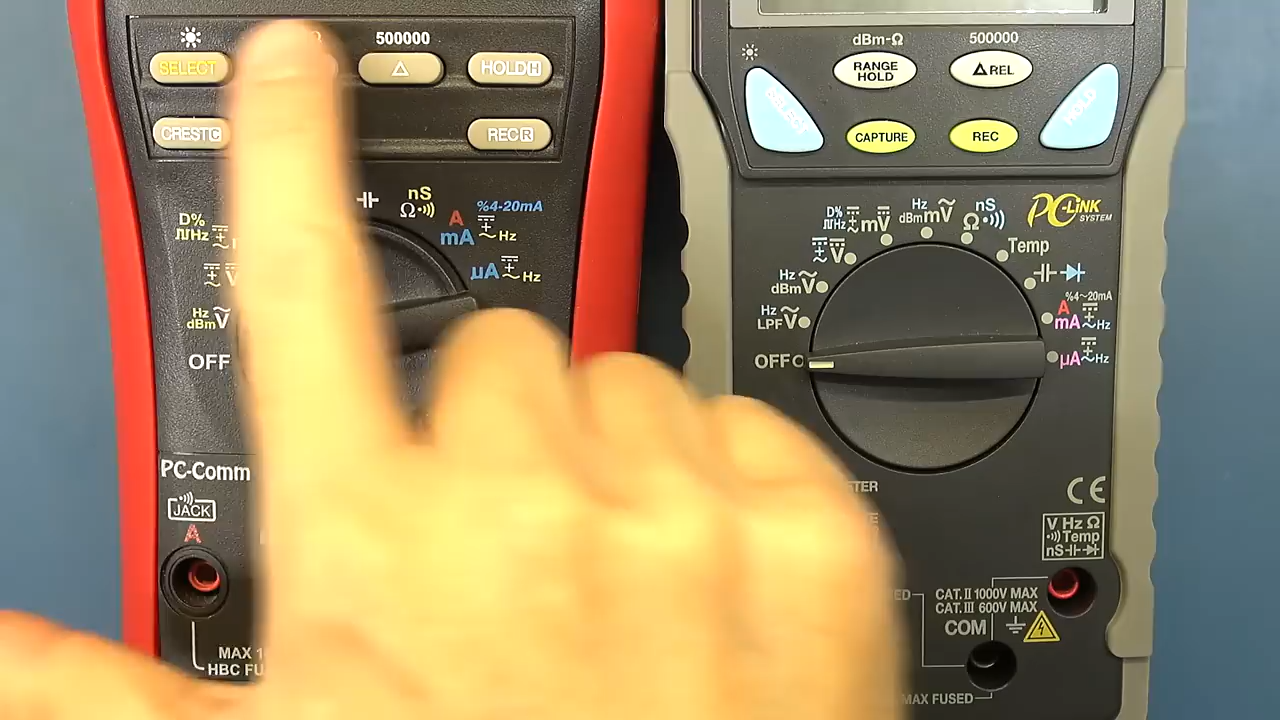 500000
SELECT
HOLD H
CREST C
REC R
D%
Hz
nS
Ω
%4-20mA
A
mA
Hz
V
µA
Hz
Hz
dBm V
OFF
PC-Comm
JACK
A
MAX
HBC
dBm-Ω
500000
RANGE
HOLD
Δ REL
SELECT
HOLD
CAPTURE
REC
D%
Hz
mV
Hz
dBm mV
nS
Ω
PC-LiNK
SYSTEM
V
Temp
Hz
dBm V
Hz
LPF V
%4~20mA
A
mA
Hz
OFF
µA
Hz
CE
V Hz Ω
Temp
nS
CAT. II 1000V MAX
CAT. III 600V MAX
COM
MAX FUSED